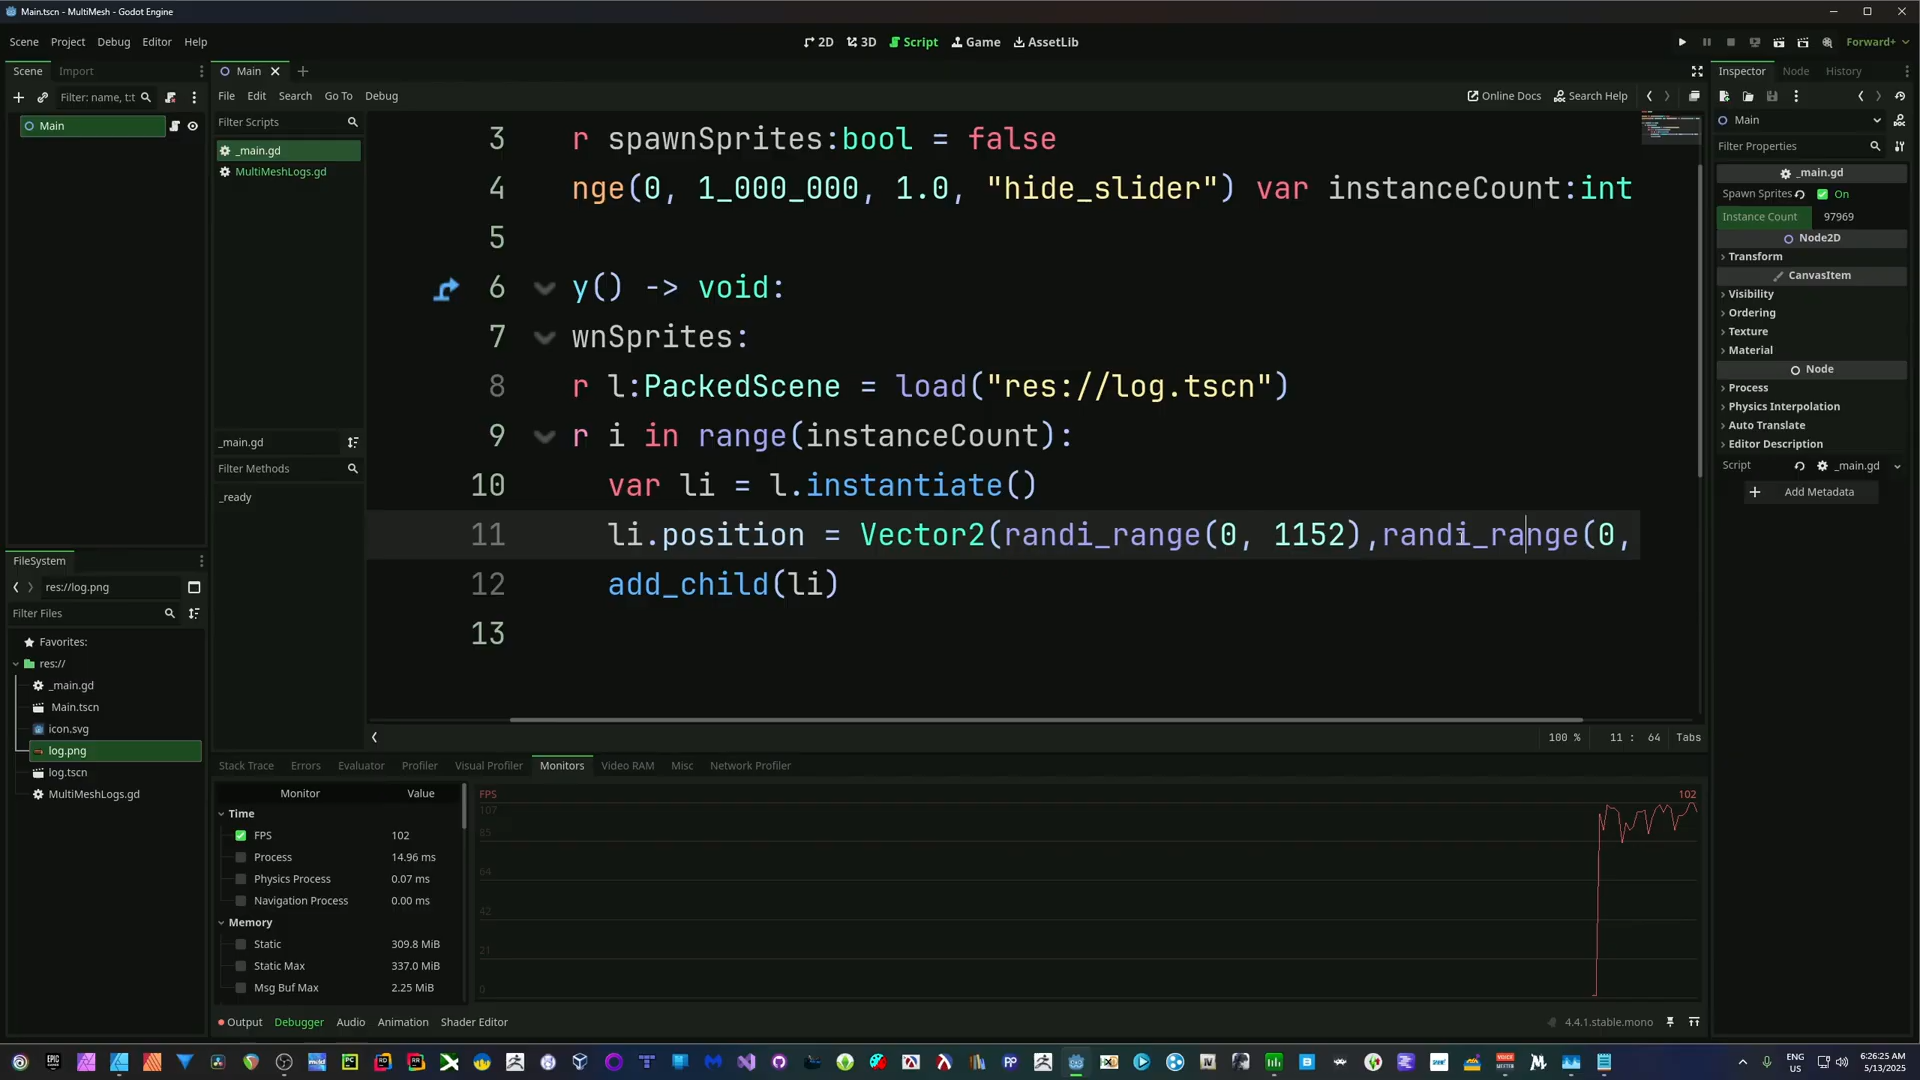 Main.tscn - MultiMesh - Godot Engine
Scene Project Debug Editor Help
2D 3D Script Game AssetLib
Forward+
Scene Import
Filter: name, t:t
Main
Main
File Edit Search Go To Debug
Online Docs Search Help
Filter Scripts
_main.gd
MultiMeshLogs.gd
_main.gd
Filter Methods
_ready
3 r spawnSprites:bool = false
4 nge(0, 1_000_000, 1.0, "hide_slider") var instanceCount:int
5
6 y() -> void:
7 wnSprites:
8 r l:PackedScene = load("res://log.tscn")
9 r i in range(instanceCount):
10 var li = l.instantiate()
11 li.position = Vector2(randi_range(0, 1152),randi_range(0,
12 add_child(li)
13
100 % 11 : 64 Tabs
Inspector Node History
Main
Filter Properties
_main.gd
Spawn Sprites On
Instance Count 97969
Node2D
Transform
CanvasItem
Visibility
Ordering
Texture
Material
Node
Process
Physics Interpolation
Auto Translate
Editor Description
Script _main.gd
Add Metadata
FileSystem
res://log.png
Filter Files
Favorites:
res://
_main.gd
Main.tscn
icon.svg
log.png
log.tscn
MultiMeshLogs.gd
Stack Trace Errors Evaluator Profiler Visual Profiler Monitors Video RAM Misc Network Profiler
Monitor Value
Time
FPS 102
Process 14.96 ms
Physics Process 0.07 ms
Navigation Process 0.00 ms
Memory
Static 309.8 MiB
Static Max 337.0 MiB
Msg Buf Max 2.25 MiB
FPS 102
107
85
64
42
21
0
Output Debugger Audio Animation Shader Editor
4.4.1.stable.mono
ENG
US
6:26:25 AM
5/13/2025